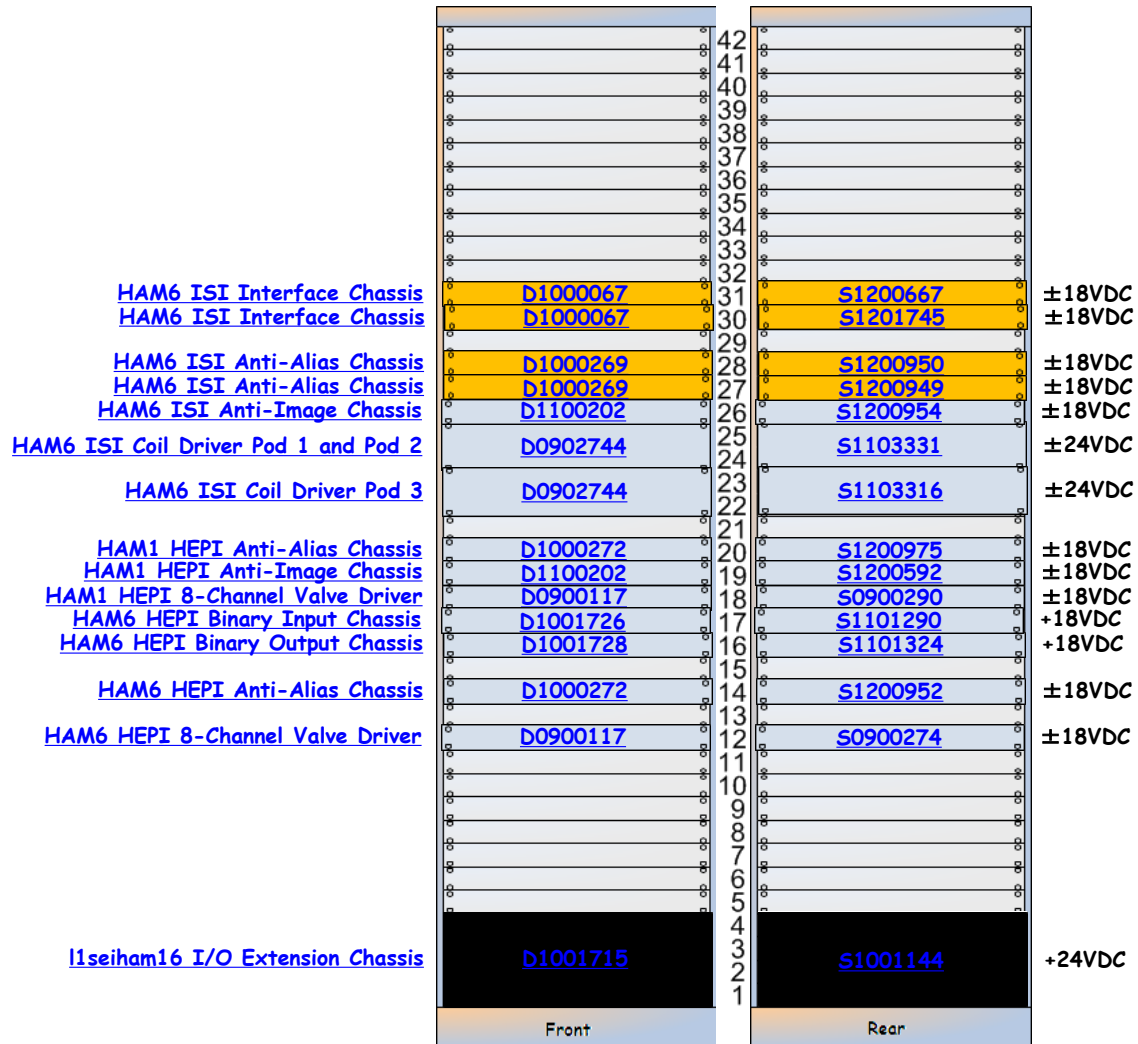 42
41
40
39
38
37
36
35
34
33
32
HAM6 ISI Interface Chassis D1000067 31 S1200667 ±18VDC
HAM6 ISI Interface Chassis D1000067 30 S1201745 ±18VDC
29
HAM6 ISI Anti-Alias Chassis D1000269 28 S1200950 ±18VDC
HAM6 ISI Anti-Alias Chassis D1000269 27 S1200949 ±18VDC
HAM6 ISI Anti-Image Chassis D1100202 26 S1200954 ±18VDC
25
HAM6 ISI Coil Driver Pod 1 and Pod 2 D0902744 S1103331 ±24VDC
24
23
HAM6 ISI Coil Driver Pod 3 D0902744 S1103316 ±24VDC
22
21
HAM1 HEPI Anti-Alias Chassis D1000272 20 S1200975 ±18VDC
HAM1 HEPI Anti-Image Chassis D1100202 19 S1200592 ±18VDC
HAM1 HEPI 8-Channel Valve Driver D0900117 18 S0900290 ±18VDC
HAM6 HEPI Binary Input Chassis D1001726 17 S1101290 +18VDC
HAM6 HEPI Binary Output Chassis D1001728 16 S1101324 +18VDC
15
HAM6 HEPI Anti-Alias Chassis D1000272 14 S1200952 ±18VDC
13
HAM6 HEPI 8-Channel Valve Driver D0900117 12 S0900274 ±18VDC
11
10
9
8
7
6
5
4
3
l1seiham16 I/O Extension Chassis D1001715 S1001144 +24VDC
2
1
Front Rear